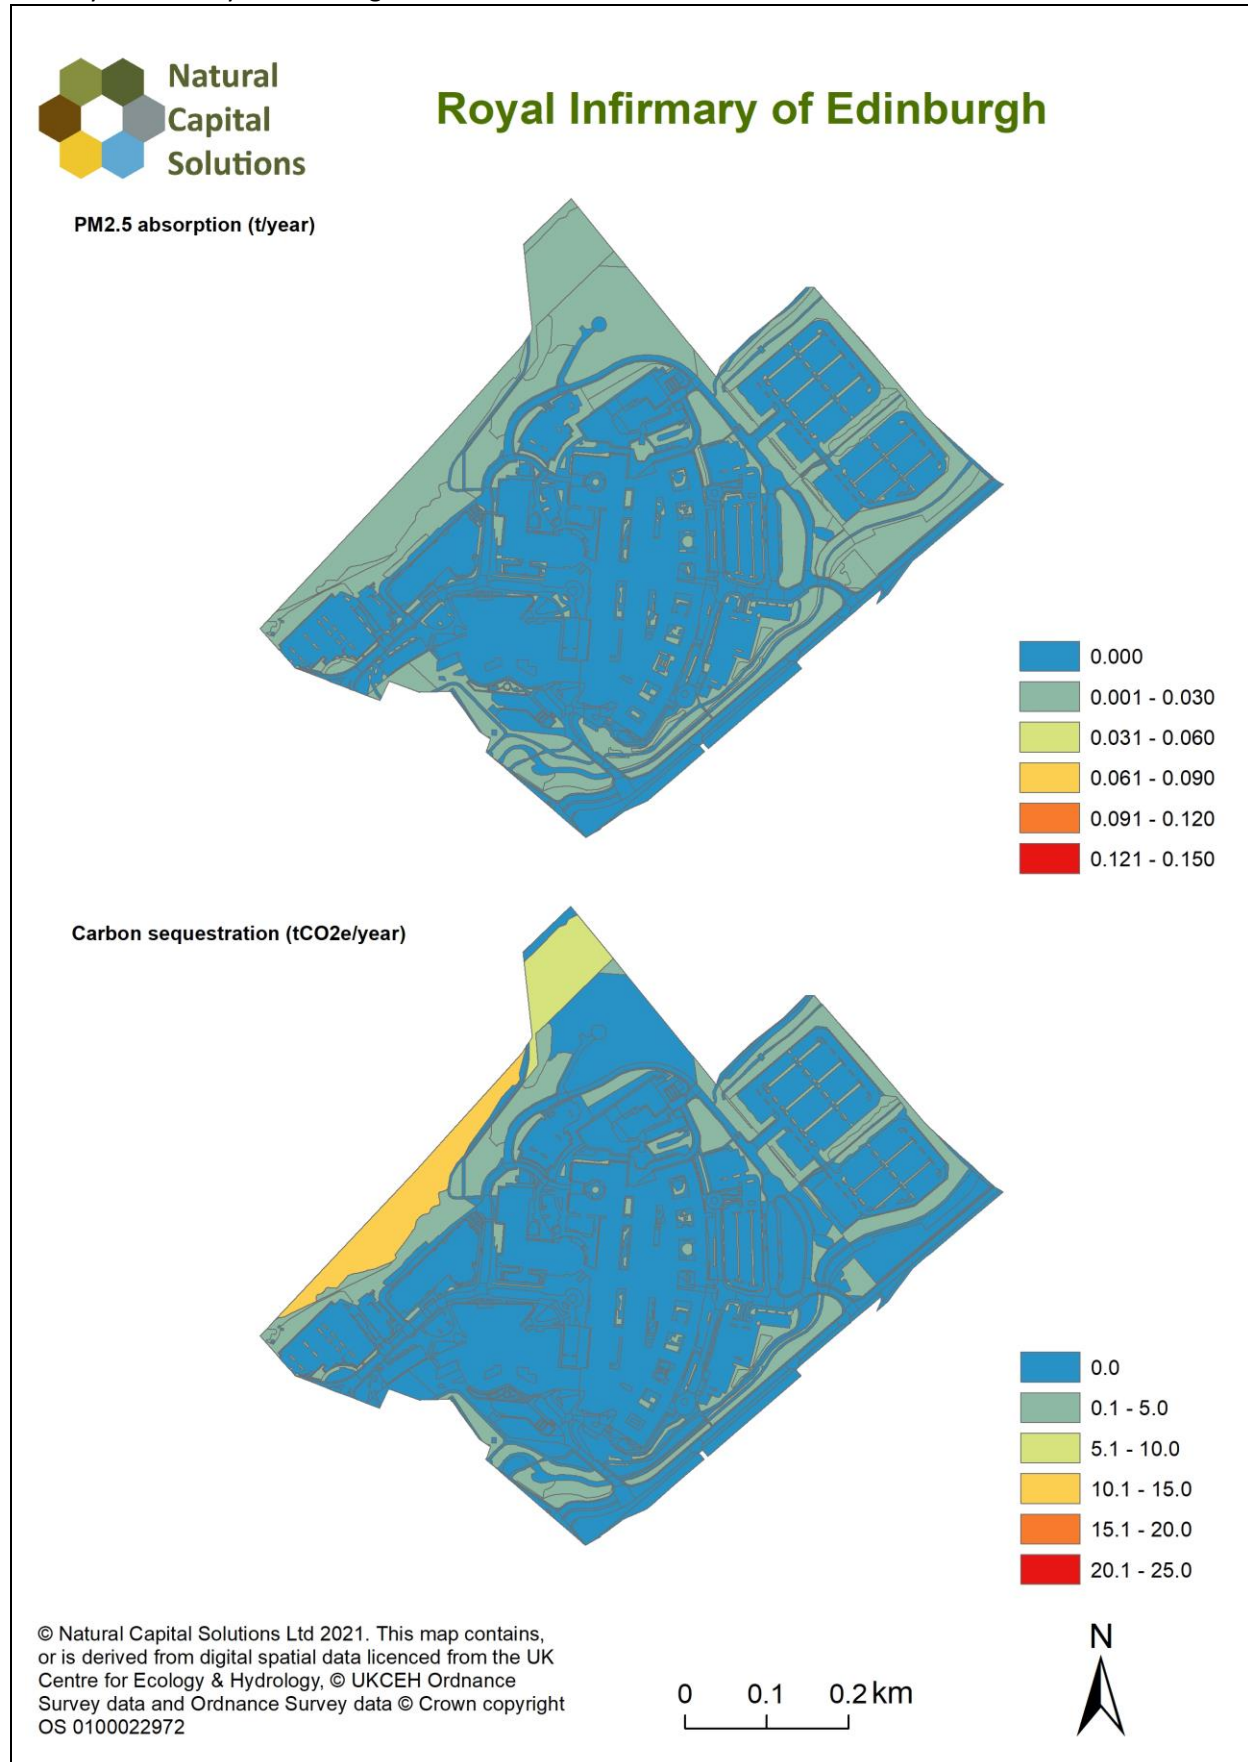 Natural
Capital
Solutions
Royal Infirmary of Edinburgh
PM2.5 absorption (t/year)
0.000
0.001 - 0.030
0.031 - 0.060
0.061 - 0.090
0.091 - 0.120
0.121 - 0.150
Carbon sequestration (tCO2e/year)
0.0
0.1 - 5.0
5.1 - 10.0
10.1 - 15.0
15.1 - 20.0
20.1 - 25.0
© Natural Capital Solutions Ltd 2021. This map contains,
or is derived from digital spatial data licenced from the UK
Centre for Ecology & Hydrology, © UKCEH Ordnance
Survey data and Ordnance Survey data © Crown copyright
OS 0100022972
0 0.1 0.2 km
N